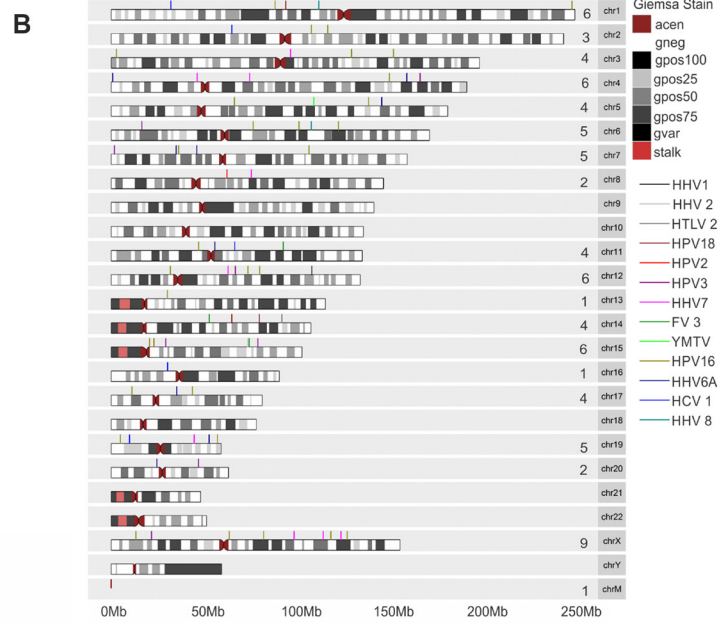 B
Giemsa Stain
acen
gneg
gpos100
gpos25
gpos50
gpos75
gvar
stalk
HHV1
HHV 2
HTLV 2
HPV18
HPV2
HPV3
HHV7
FV 3
YMTV
HPV16
HHV6A
HCV 1
HHV 8
6 chr1
3 chr2
4 chr3
6 chr4
4 chr5
5 chr6
5 chr7
2 chr8
chr9
chr10
4 chr11
6 chr12
1 chr13
4 chr14
6 chr15
1 chr16
4 chr17
chr18
5 chr19
2 chr20
chr21
chr22
9 chrX
chrY
1 chrM
0Mb 50Mb 100Mb 150Mb 200Mb 250Mb